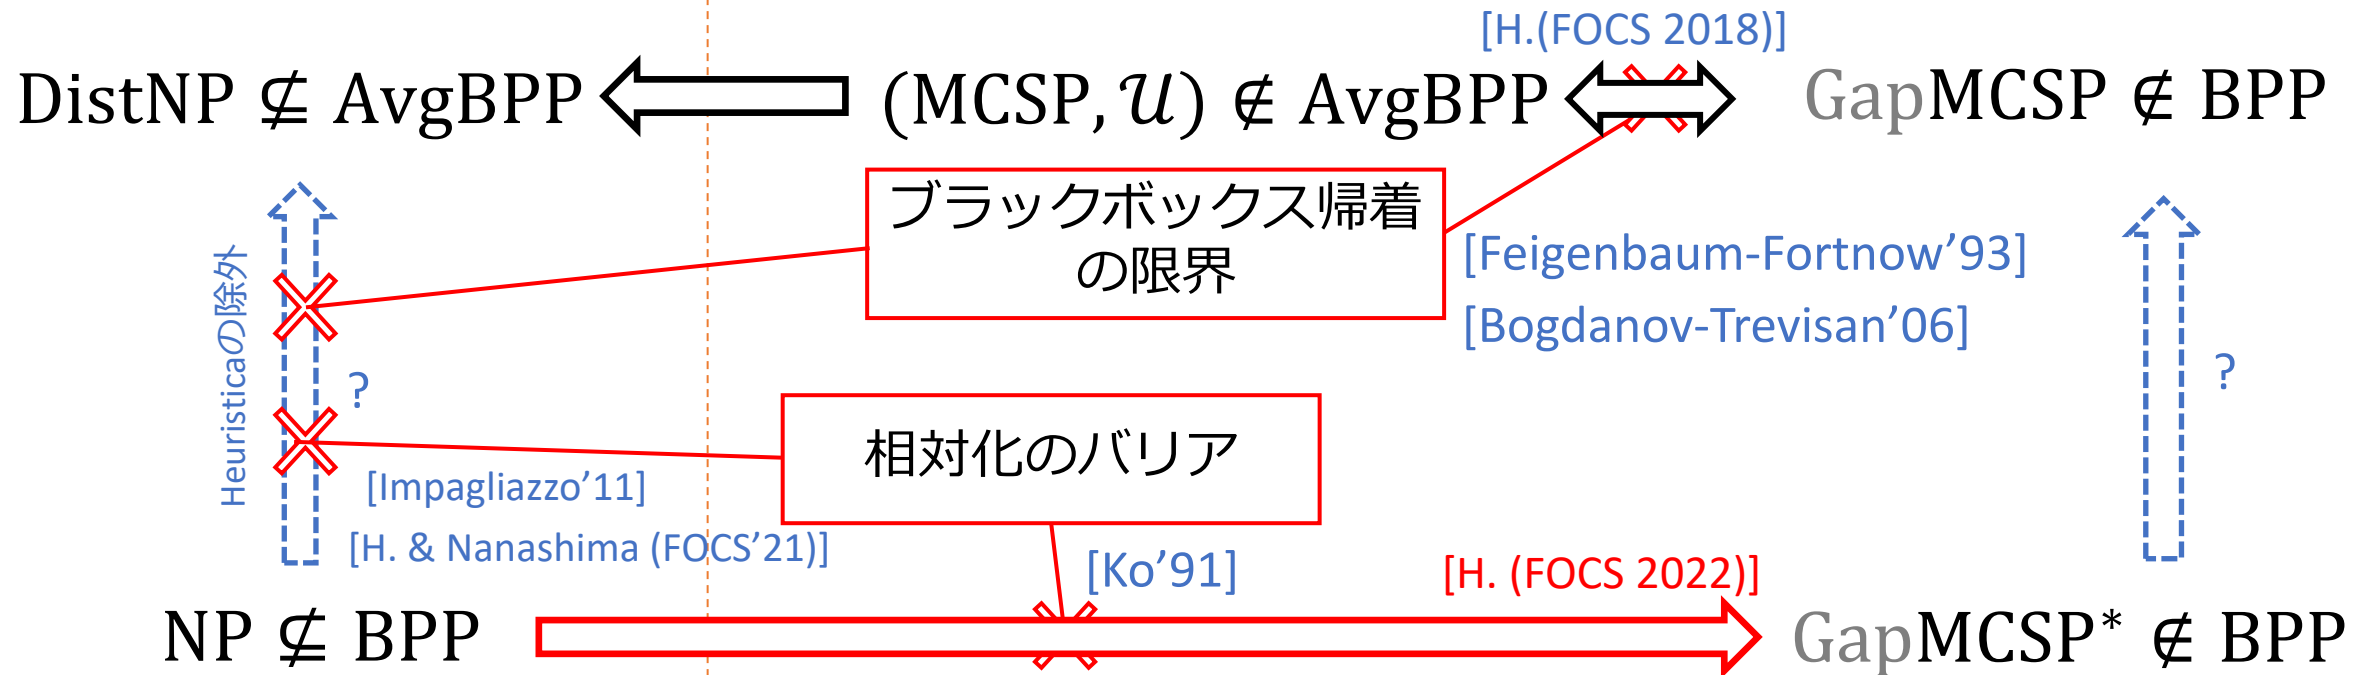 [H.(FOCS 2018)]
DistNP ⊈ AvgBPP
(MCSP, 𝒰) ∉ AvgBPP
GapMCSP ∉ BPP
ブラックボックス帰着
の限界
[Feigenbaum-Fortnow’93]
[Bogdanov-Trevisan’06]
Heuristicaの除外
?
?
相対化のバリア
[Impagliazzo’11]
[H. & Nanashima (FOCS’21)]
[Ko’91]
[H. (FOCS 2022)]
NP ⊈ BPP
GapMCSP* ∉ BPP